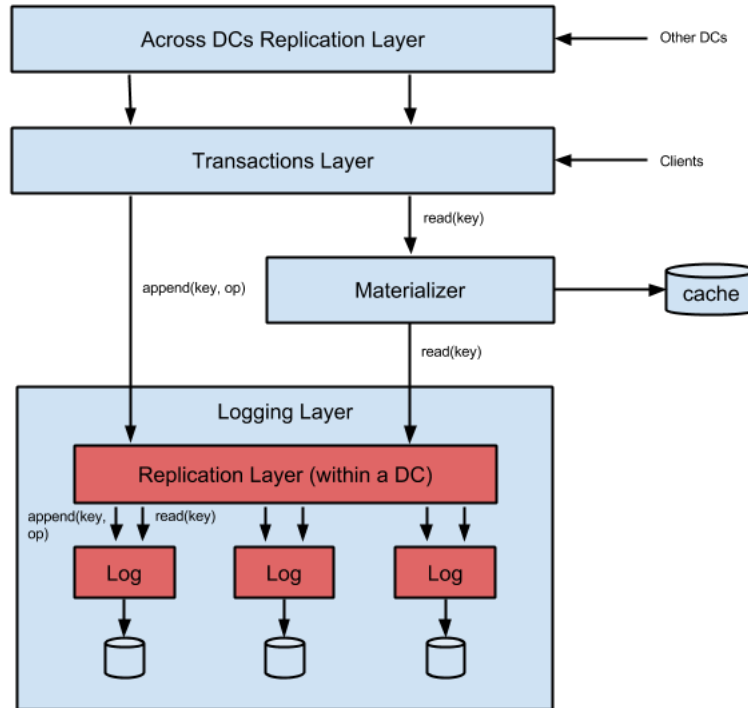 Across DCs Replication Layer
Other DCs
Transactions Layer
Clients
read(key)
append(key, op)
Materializer
cache
read(key)
Logging Layer
Replication Layer (within a DC)
append(key,
op)
read(key)
Log
Log
Log